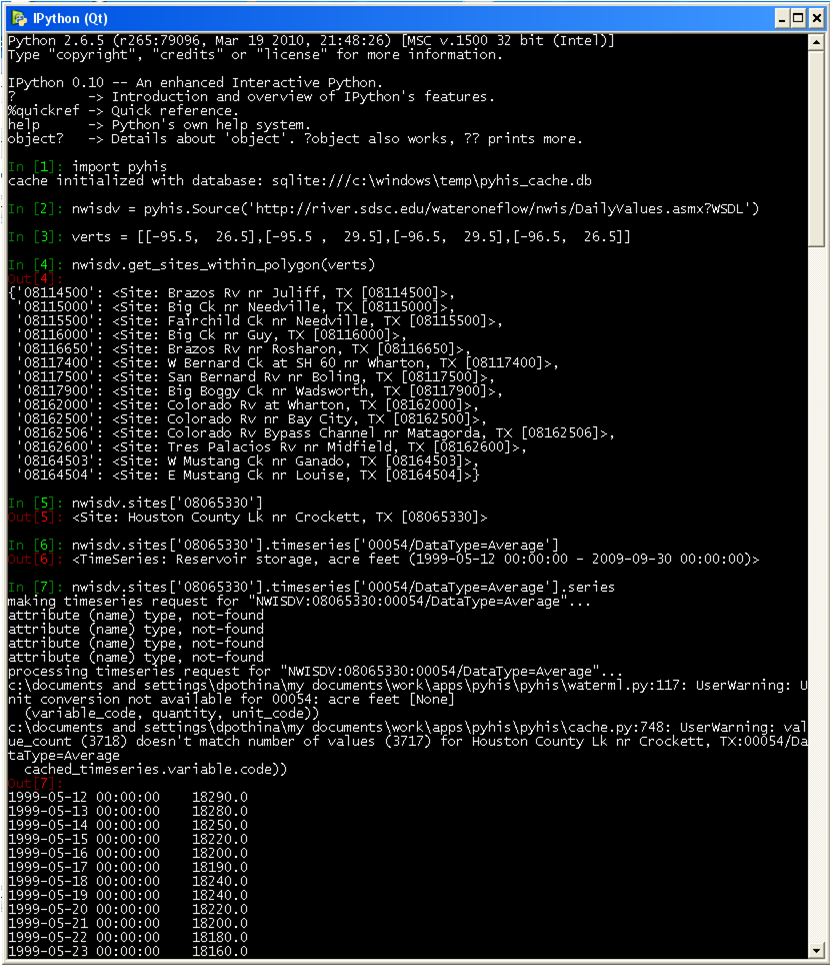 IPython (Qt)
Python 2.6.5 (r265:79096, Mar 19 2010, 21:48:26) [MSC v.1500 32 bit (Intel)]
Type "copyright", "credits" or "license" for more information.
IPython 0.10 -- An enhanced Interactive Python.
?         -> Introduction and overview of IPython's features.
%quickref -> Quick reference.
help      -> Python's own help system.
object?   -> Details about 'object'. ?object also works, ?? prints more.
In [1]: import pyhis
cache initialized with database: sqlite:///c:\windows\temp\pyhis_cache.db
In [2]: nwisdv = pyhis.Source('http://river.sdsc.edu/wateroneflow/nwis/DailyValues.asmx?WSDL')
In [3]: verts = [[-95.5,  26.5],[-95.5 ,  29.5],[-96.5,  29.5],[-96.5,  26.5]]
In [4]: nwisdv.get_sites_within_polygon(verts)
Out[4]:
{'08114500': <Site: Brazos Rv nr Juliff, TX [08114500]>,
 '08115000': <Site: Big Ck nr Needville, TX [08115000]>,
 '08115500': <Site: Fairchild Ck nr Needville, TX [08115500]>,
 '08116000': <Site: Big Ck nr Guy, TX [08116000]>,
 '08116650': <Site: Brazos Rv nr Rosharon, TX [08116650]>,
 '08117400': <Site: W Bernard Ck at SH 60 nr Wharton, TX [08117400]>,
 '08117500': <Site: San Bernard Rv nr Boling, TX [08117500]>,
 '08117900': <Site: Big Boggy Ck nr Wadsworth, TX [08117900]>,
 '08162000': <Site: Colorado Rv at Wharton, TX [08162000]>,
 '08162500': <Site: Colorado Rv nr Bay City, TX [08162500]>,
 '08162506': <Site: Colorado Rv Bypass Channel nr Matagorda, TX [08162506]>,
 '08162600': <Site: Tres Palacios Rv nr Midfield, TX [08162600]>,
 '08164503': <Site: W Mustang Ck nr Ganado, TX [08164503]>,
 '08164504': <Site: E Mustang Ck nr Louise, TX [08164504]>}
In [5]: nwisdv.sites['08065330']
Out[5]: <Site: Houston County Lk nr Crockett, TX [08065330]>
In [6]: nwisdv.sites['08065330'].timeseries['00054/DataType=Average']
Out[6]: <TimeSeries: Reservoir storage, acre feet (1999-05-12 00:00:00 - 2009-09-30 00:00:00)>
In [7]: nwisdv.sites['08065330'].timeseries['00054/DataType=Average'].series
making timeseries request for "NWISDV:08065330:00054/DataType=Average"...
attribute (name) type, not-found
attribute (name) type, not-found
attribute (name) type, not-found
attribute (name) type, not-found
processing timeseries request for "NWISDV:08065330:00054/DataType=Average"...
c:\documents and settings\dpothina\my documents\work\apps\pyhis\pyhis\waterml.py:117: UserWarning: U
nit conversion not available for 00054: acre feet [None]
  (variable_code, quantity, unit_code))
c:\documents and settings\dpothina\my documents\work\apps\pyhis\pyhis\cache.py:748: UserWarning: val
ue_count (3718) doesn't match number of values (3717) for Houston County Lk nr Crockett, TX:00054/Da
taType=Average
  cached_timeseries.variable.code))
Out[7]:
1999-05-12 00:00:00    18290.0
1999-05-13 00:00:00    18280.0
1999-05-14 00:00:00    18250.0
1999-05-15 00:00:00    18220.0
1999-05-16 00:00:00    18200.0
1999-05-17 00:00:00    18190.0
1999-05-18 00:00:00    18240.0
1999-05-19 00:00:00    18240.0
1999-05-20 00:00:00    18220.0
1999-05-21 00:00:00    18200.0
1999-05-22 00:00:00    18180.0
1999-05-23 00:00:00    18160.0